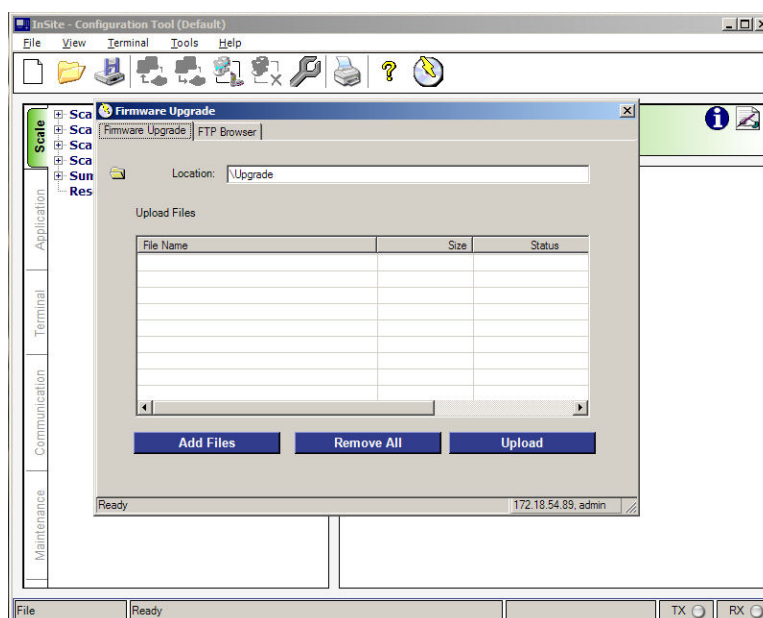 InSite - Configuration Tool (Default)
File View Terminal Tools Help
Scale
Application
Terminal
Communication
Maintenance
Sca
Sca
Sca
Sca
Sum
Res
Firmware Upgrade
Firmware Upgrade FTP Browser
Location: \Upgrade
Upload Files
File Name Size Status
Add Files Remove All Upload
Ready 172.18.54.89, admin
File Ready TX RX